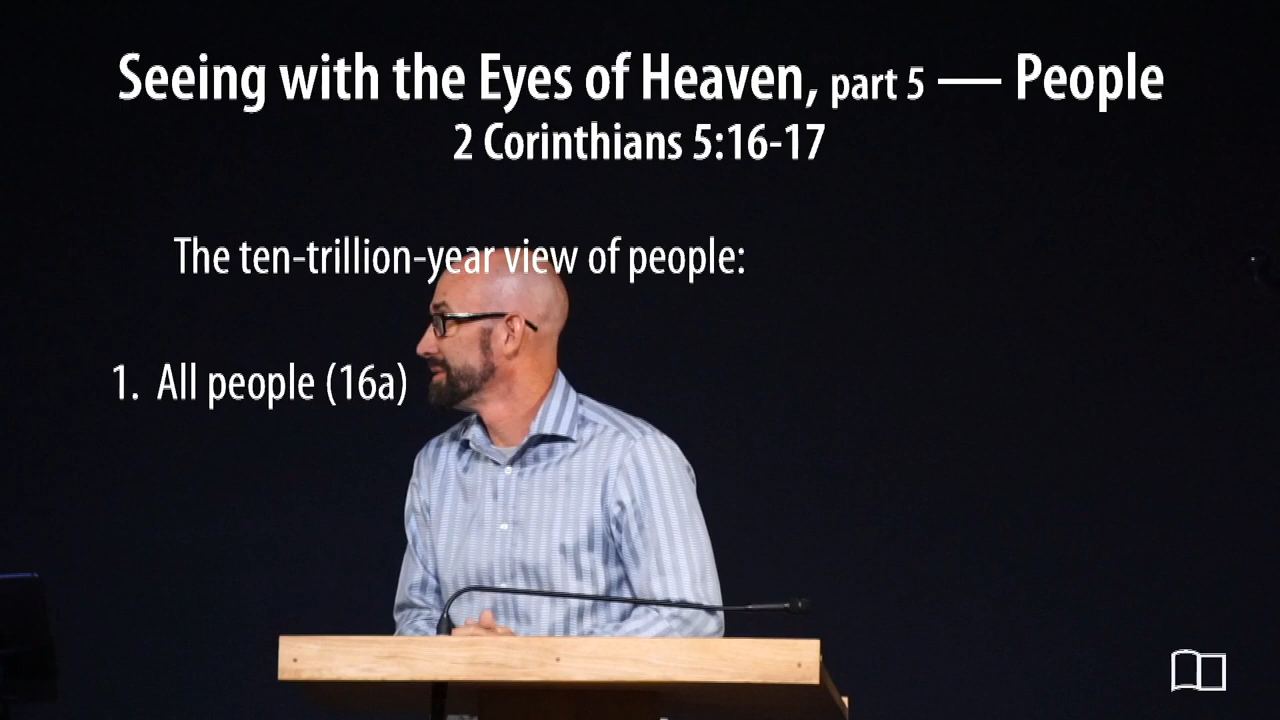 Seeing with the Eyes of Heaven, part 5 — People
2 Corinthians 5:16-17
The ten-trillion-year view of people:
1. All people (16a)